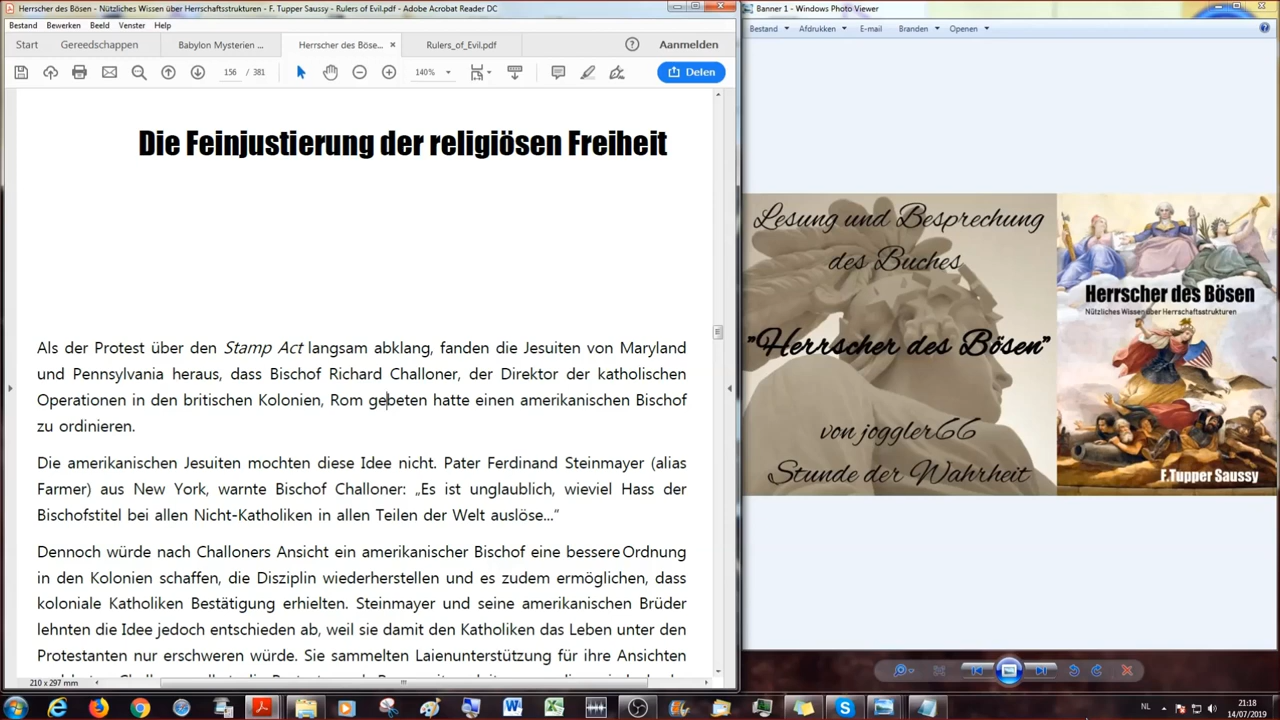 Herrscher des Bösen - Nützliches Wissen über Herrschaftsstrukturen - F. Tupper Saussy - Rulers of Evil.pdf - Adobe Acrobat Reader DC
Bestand Bewerken Beeld Venster Help
Start Gereedschappen Babylon Mysterien ... Herrscher des Böse... × Rulers_of_Evil.pdf Aanmelden
156 / 381 140% Delen
Die Feinjustierung der religiösen Freiheit
Als der Protest über den Stamp Act langsam abklang, fanden die Jesuiten von Maryland
und Pennsylvania heraus, dass Bischof Richard Challoner, der Direktor der katholischen
Operationen in den britischen Kolonien, Rom gebeten hatte einen amerikanischen Bischof
zu ordinieren.
Die amerikanischen Jesuiten mochten diese Idee nicht. Pater Ferdinand Steinmayer (alias
Farmer) aus New York, warnte Bischof Challoner: „Es ist unglaublich, wieviel Hass der
Bischofstitel bei allen Nicht-Katholiken in allen Teilen der Welt auslöse...“
Dennoch würde nach Challoners Ansicht ein amerikanischer Bischof eine bessere Ordnung
in den Kolonien schaffen, die Disziplin wiederherstellen und es zudem ermöglichen, dass
koloniale Katholiken Bestätigung erhielten. Steinmayer und seine amerikanischen Brüder
lehnten die Idee jedoch entschieden ab, weil sie damit den Katholiken das Leben unter den
Protestanten nur erschweren würde. Sie sammelten Laienunterstützung für ihre Ansichten
210 x 297 mm
Banner 1 - Windows Photo Viewer
Bestand Afdrukken E-mail Branden Openen
Lesung und Besprechung
des Buches
"Herrscher des Bösen"
von joggler66
Stunde der Wahrheit
Herrscher des Bösen
Nützliches Wissen über Herrschaftsstrukturen
F.Tupper Saussy
NL 21:18
14/07/2019